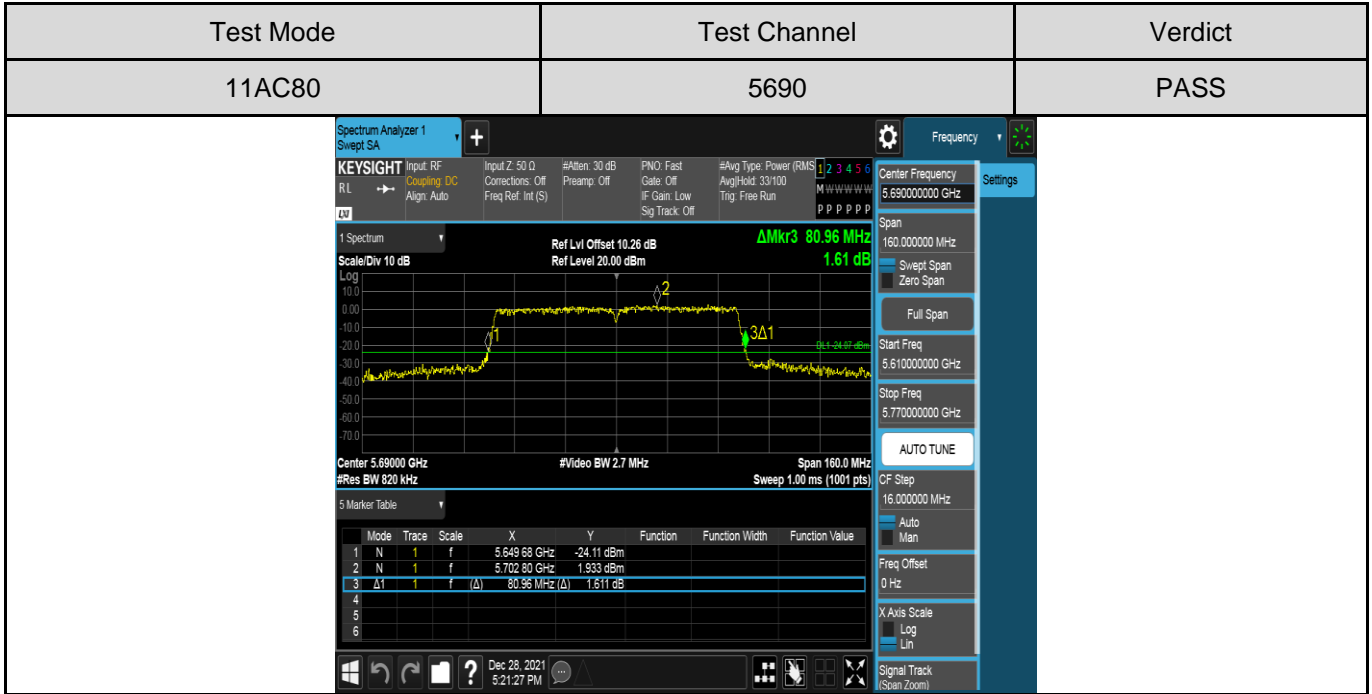 Test Mode Test Channel Verdict
11AC80 5690 PASS
Spectrum Analyzer 1
Swept SA
+
Frequency
KEYSIGHT Input: RF Input Z: 50 Ω #Atten: 30 dB PNO: Fast #Avg Type: Power (RMS 1 2 3 4 5 6
RL Coupling: DC Corrections: Off Preamp: Off Gate: Off Avg|Hold: 33/100 M W W W W W
Align: Auto Freq Ref: Int (S) IF Gain: Low Trig: Free Run
Sig Track: Off P P P P P P
LXI
Settings
1 Spectrum
Ref Lvl Offset 10.26 dB ΔMkr3 80.96 MHz
Scale/Div 10 dB Ref Level 20.00 dBm 1.61 dB
Log
10.0
0.00
-10.0
-20.0
-30.0
-40.0
-50.0
-60.0
-70.0
2
1
3Δ1
DL1 -24.07 dBm
Center 5.69000 GHz #Video BW 2.7 MHz Span 160.0 MHz
#Res BW 820 kHz Sweep 1.00 ms (1001 pts)
5 Marker Table
Mode Trace Scale X Y Function Function Width Function Value
1 N 1 f 5.649 68 GHz -24.11 dBm
2 N 1 f 5.702 80 GHz 1.933 dBm
3 Δ1 1 f (Δ) 80.96 MHz (Δ) 1.611 dB
4
5
6
Center Frequency
5.690000000 GHz
Span
160.000000 MHz
Swept Span
Zero Span
Full Span
Start Freq
5.610000000 GHz
Stop Freq
5.770000000 GHz
AUTO TUNE
CF Step
16.000000 MHz
Auto
Man
Freq Offset
0 Hz
X Axis Scale
Log
Lin
Signal Track
(Span Zoom)
? Dec 28, 2021
5:21:27 PM